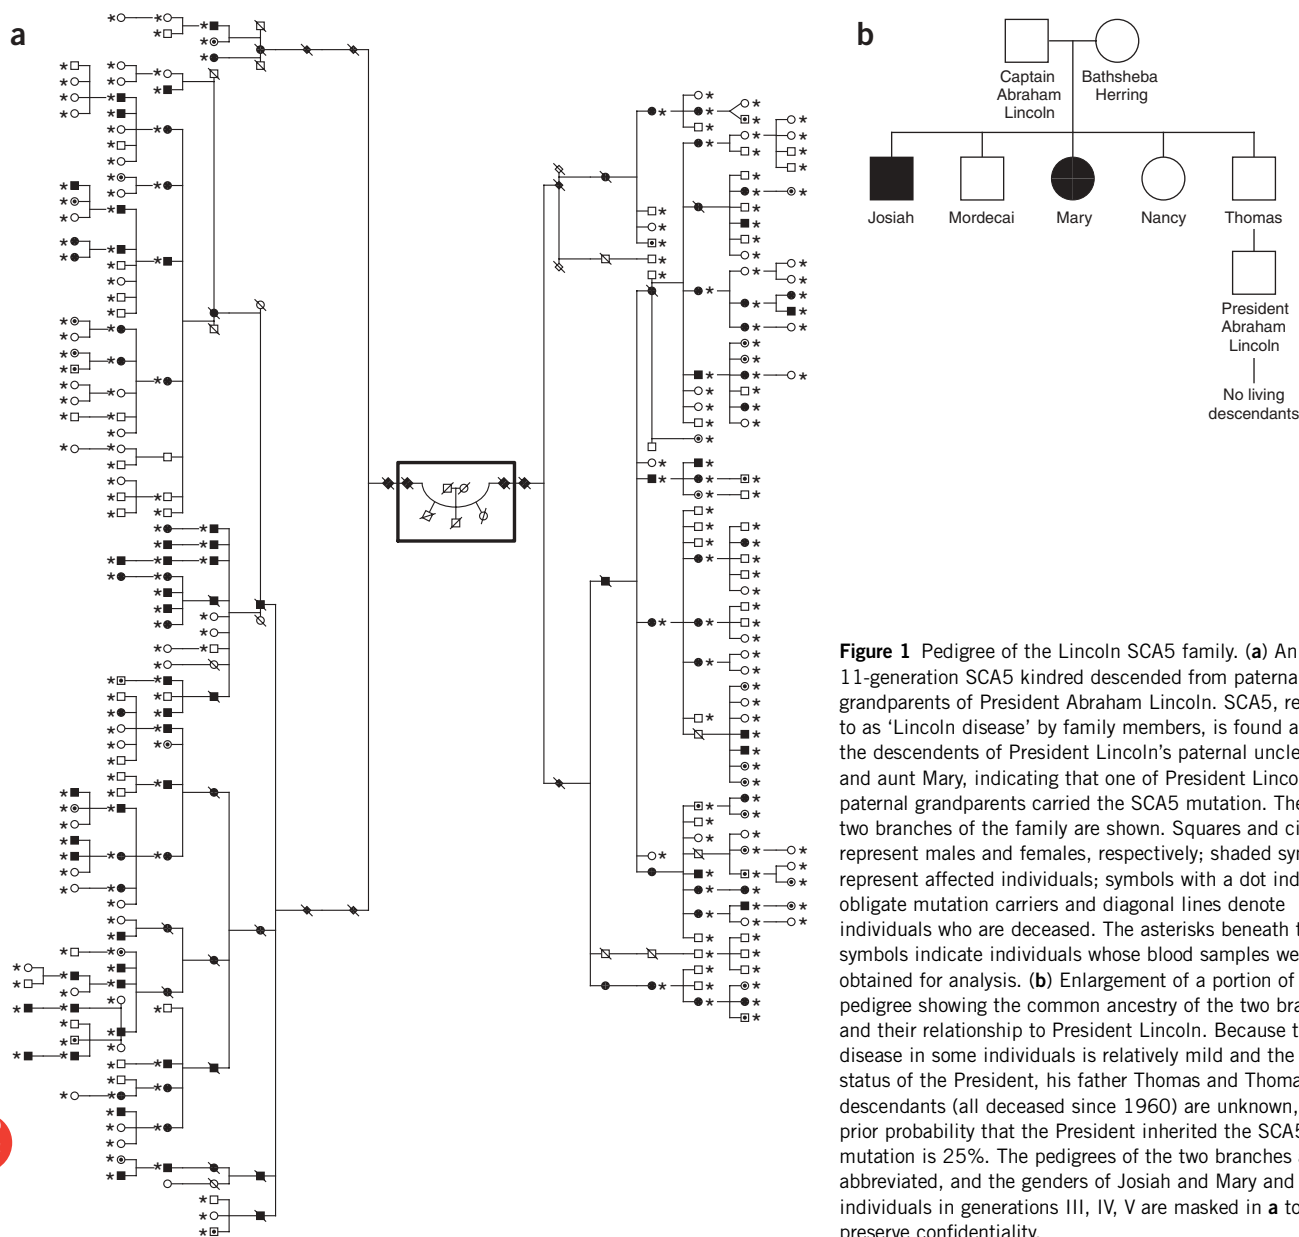 a
b
Captain
Abraham
Lincoln
Bathsheba
Herring
Josiah
Mordecai
Mary
Nancy
Thomas
President
Abraham
Lincoln
No living
descendants
Figure 1 Pedigree of the Lincoln SCA5 family. (a) An
11-generation SCA5 kindred descended from paterna
grandparents of President Abraham Lincoln. SCA5, re
to as ‘Lincoln disease’ by family members, is found a
the descendents of President Lincoln’s paternal uncle
and aunt Mary, indicating that one of President Linco
paternal grandparents carried the SCA5 mutation. The
two branches of the family are shown. Squares and ci
represent males and females, respectively; shaded syr
represent affected individuals; symbols with a dot ind
obligate mutation carriers and diagonal lines denote
individuals who are deceased. The asterisks beneath t
symbols indicate individuals whose blood samples we
obtained for analysis. (b) Enlargement of a portion of
pedigree showing the common ancestry of the two bra
and their relationship to President Lincoln. Because t
disease in some individuals is relatively mild and the
status of the President, his father Thomas and Thoma
descendants (all deceased since 1960) are unknown,
prior probability that the President inherited the SCA5
mutation is 25%. The pedigrees of the two branches a
abbreviated, and the genders of Josiah and Mary and
individuals in generations III, IV, V are masked in a to
preserve confidentiality.